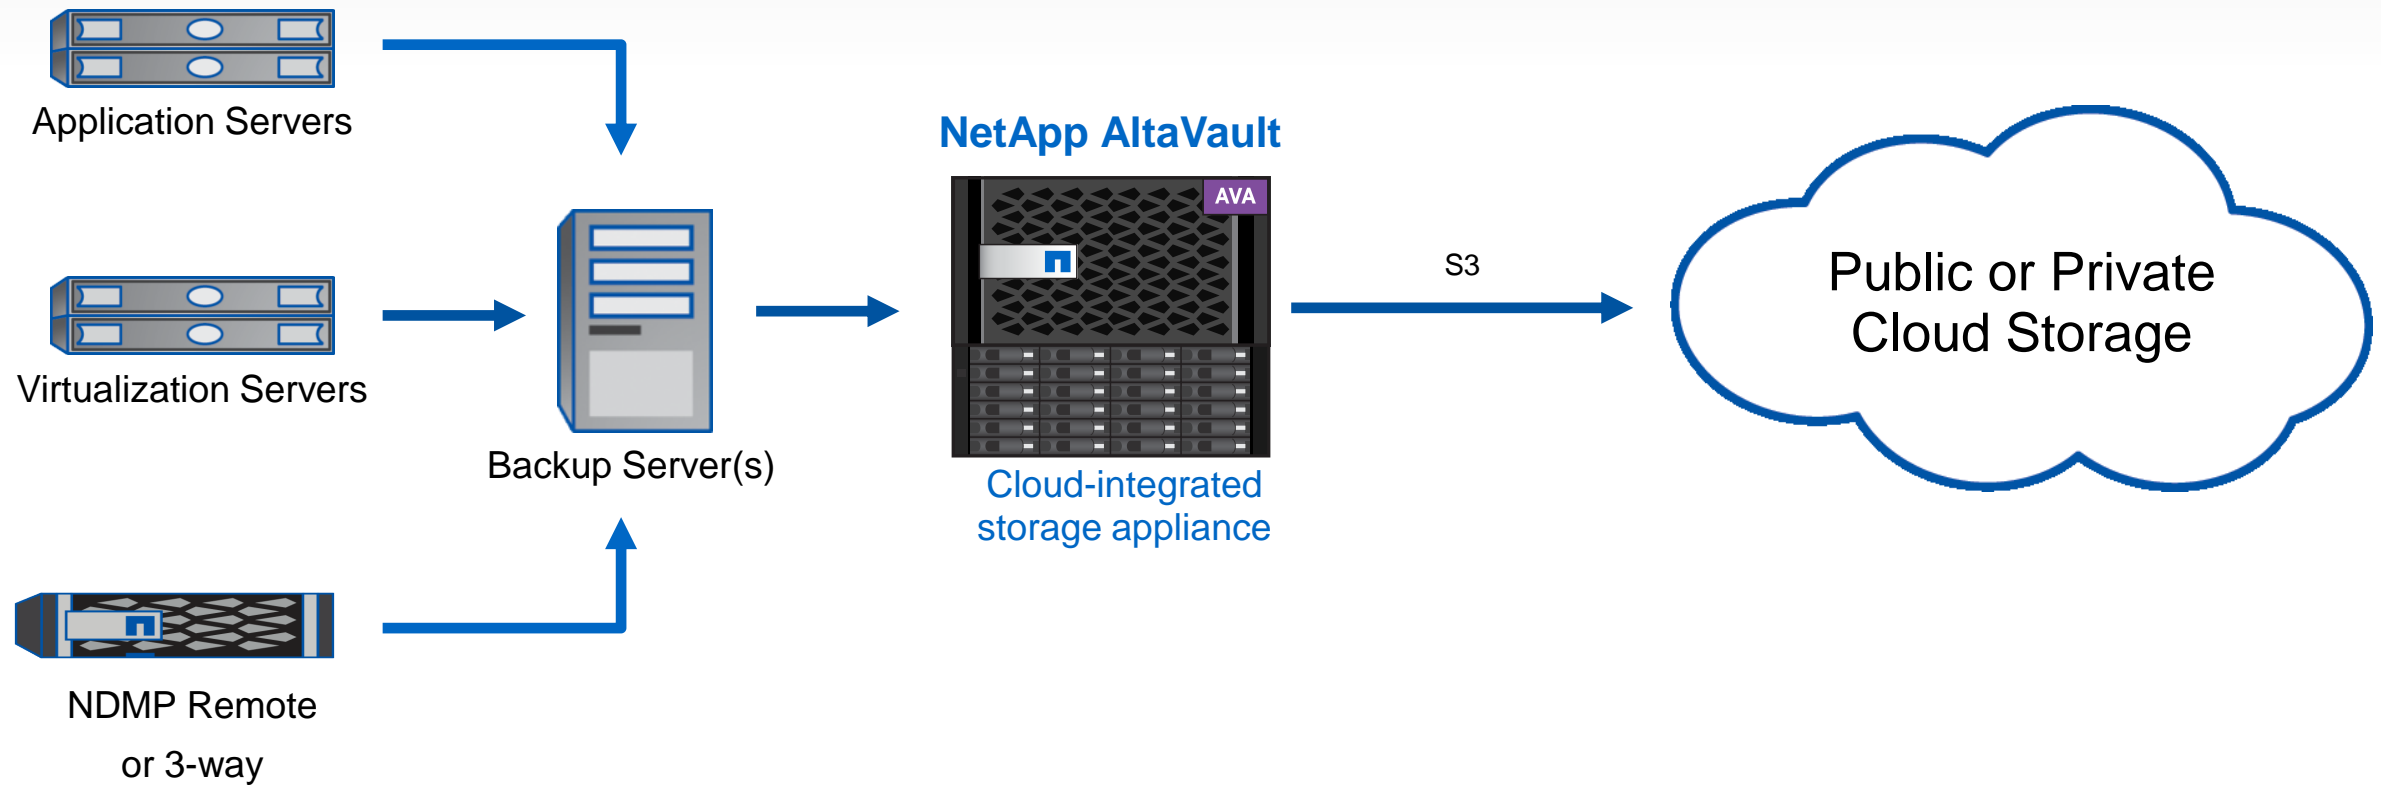 Application Servers
Virtualization Servers
NDMP Remote
or 3-way
Backup Server(s)
NetApp AltaVault
AVA
Cloud-integrated
storage appliance
S3
Public or Private
Cloud Storage